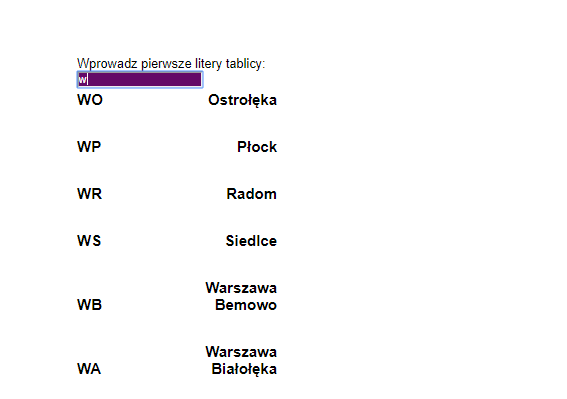 Wprowadz pierwsze litery tablicy:
w
WO Ostrołęka
WP Płock
WR Radom
WS Siedlce
Warszawa
WB Bemowo
Warszawa
WA Białołęka